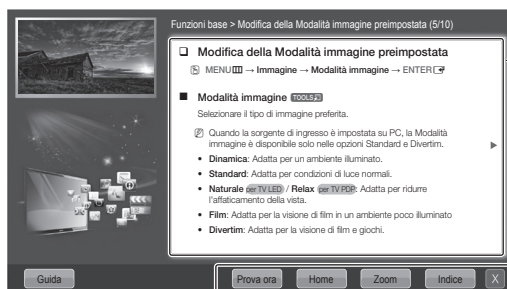 Funzioni base > Modifica della Modalità immagine preimpostata (5/10)
❑ Modifica della Modalità immagine preimpostata
MENU → Immagine → Modalità immagine → ENTER
■ Modalità immagine TOOLS
Selezionare il tipo di immagine preferita.
Quando la sorgente di ingresso è impostata su PC, la Modalità
immagine è disponibile solo nelle opzioni Standard e Divertim.
• Dinamica: Adatta per un ambiente illuminato.
• Standard: Adatta per condizioni di luce normali.
• Naturale per TV LED / Relax per TV PDP: Adatta per ridurre
l'affaticamento della vista.
• Film: Adatta per la visione di film in un ambiente poco illuminato
• Divertim: Adatta per la visione di film e giochi.
Guida
Prova ora
Home
Zoom
Indice
X